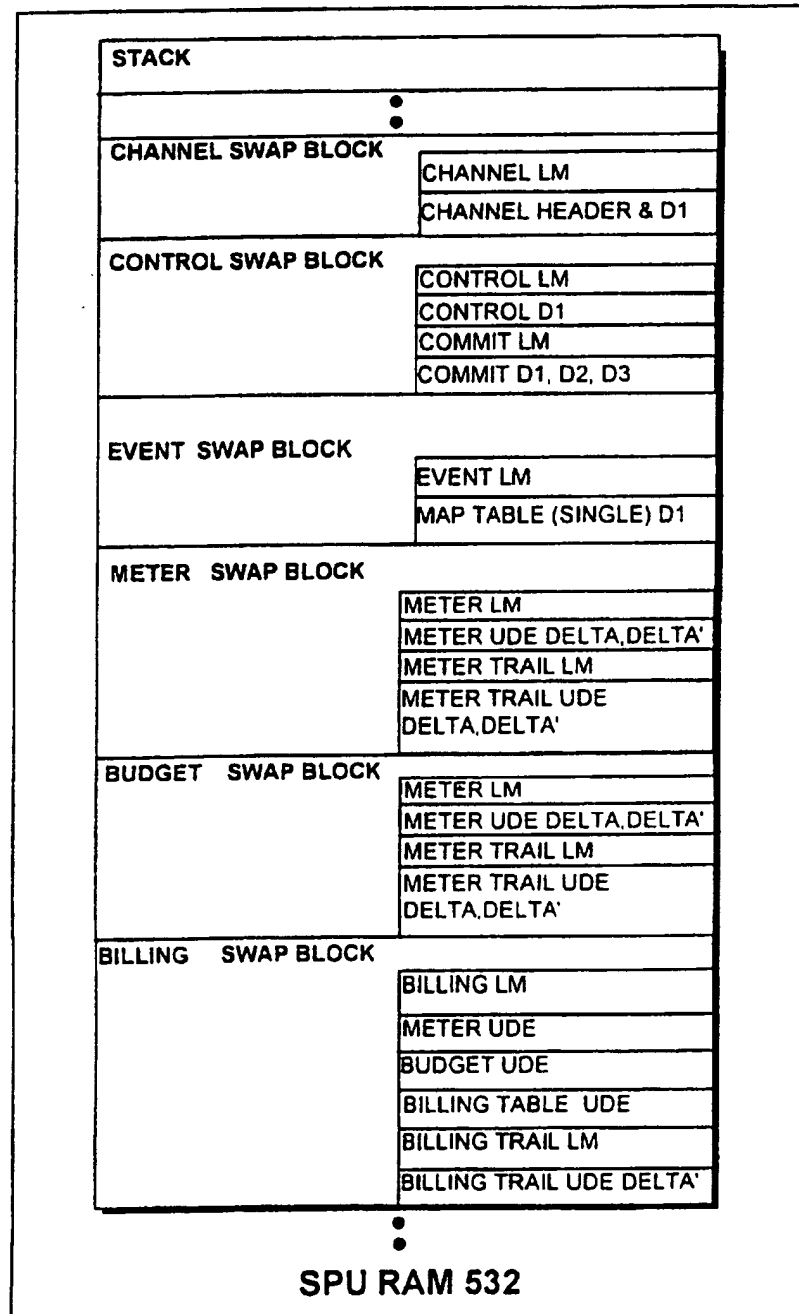 STACK
CHANNEL SWAP BLOCK
CHANNEL LM
CHANNEL HEADER & D1
CONTROL SWAP BLOCK
CONTROL LM
CONTROL D1
COMMIT LM
COMMIT D1, D2, D3
EVENT SWAP BLOCK
EVENT LM
MAP TABLE (SINGLE) D1
METER SWAP BLOCK
METER LM
METER UDE DELTA,DELTA'
METER TRAIL LM
METER TRAIL UDE
DELTA,DELTA'
BUDGET SWAP BLOCK
METER LM
METER UDE DELTA,DELTA'
METER TRAIL LM
METER TRAIL UDE
DELTA,DELTA'
BILLING SWAP BLOCK
BILLING LM
METER UDE
BUDGET UDE
BILLING TABLE UDE
BILLING TRAIL LM
BILLING TRAIL UDE DELTA'
SPU RAM 532